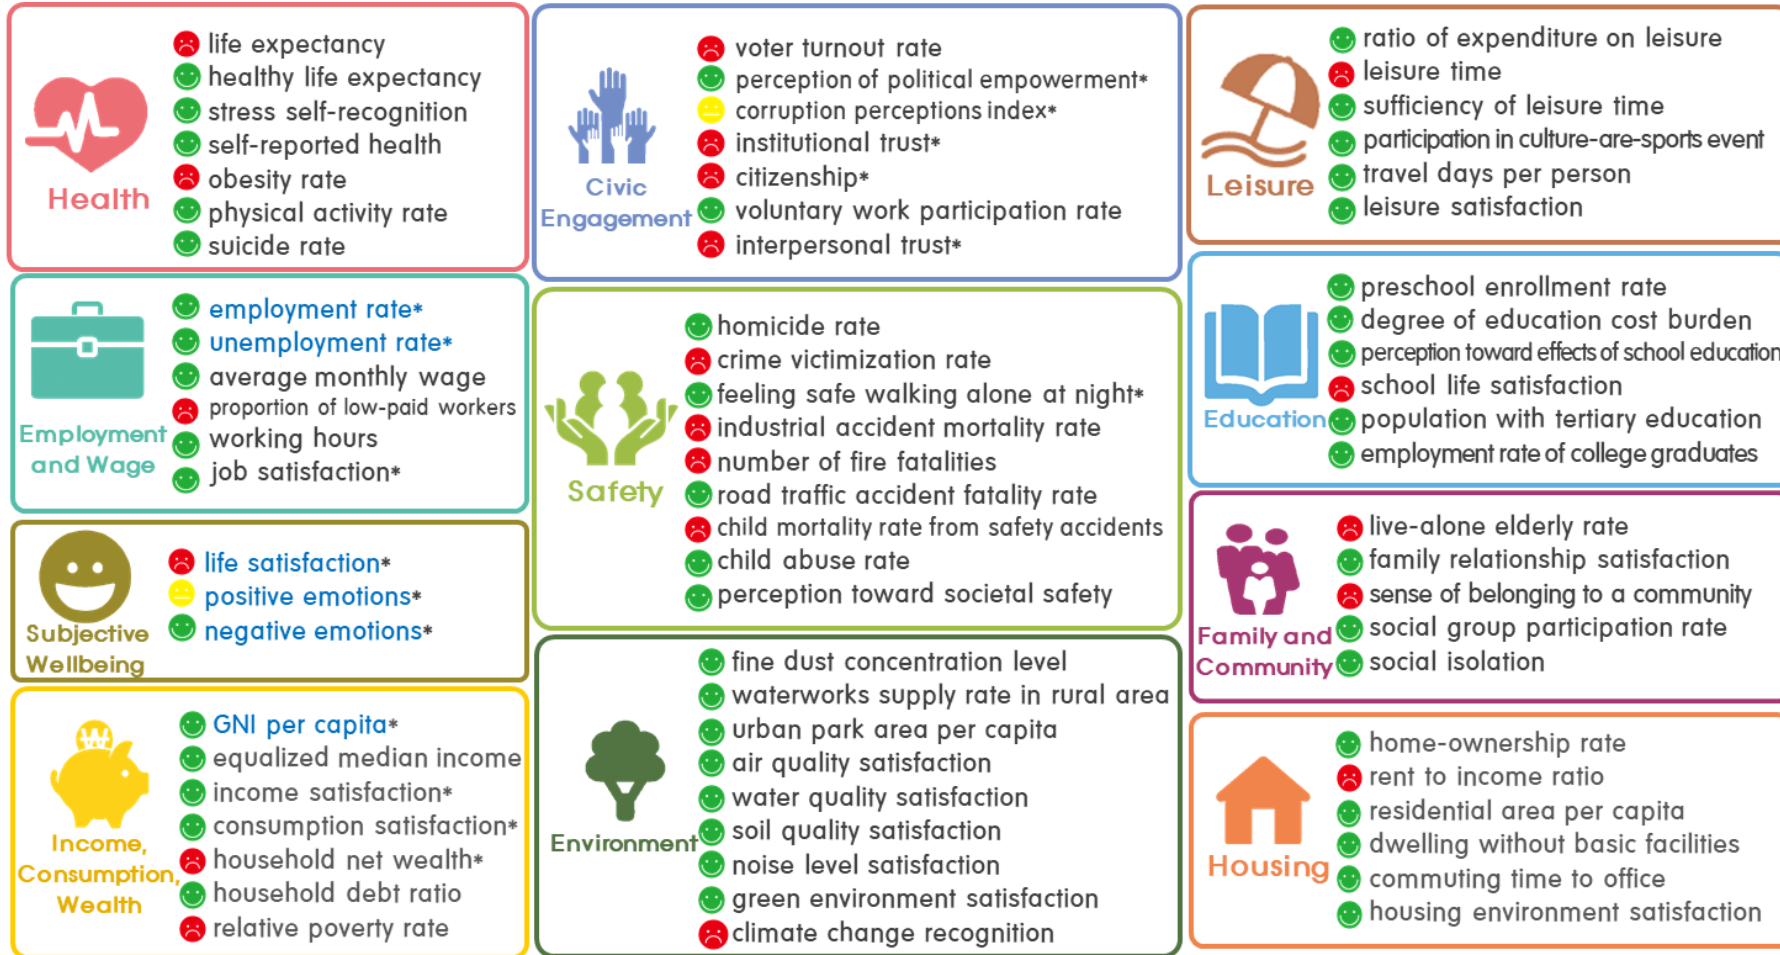 Health
life expectancy
healthy life expectancy
stress self-recognition
self-reported health
obesity rate
physical activity rate
suicide rate
Employment
and Wage
employment rate*
unemployment rate*
average monthly wage
proportion of low-paid workers
working hours
job satisfaction*
Subjective
Wellbeing
life satisfaction*
positive emotions*
negative emotions*
₩
Income,
Consumption,
Wealth
GNI per capita*
equalized median income
income satisfaction*
consumption satisfaction*
household net wealth*
household debt ratio
relative poverty rate
Civic
Engagement
voter turnout rate
perception of political empowerment*
corruption perceptions index*
institutional trust*
citizenship*
voluntary work participation rate
interpersonal trust*
Safety
homicide rate
crime victimization rate
feeling safe walking alone at night*
industrial accident mortality rate
number of fire fatalities
road traffic accident fatality rate
child mortality rate from safety accidents
child abuse rate
perception toward societal safety
Environment
fine dust concentration level
waterworks supply rate in rural area
urban park area per capita
air quality satisfaction
water quality satisfaction
soil quality satisfaction
noise level satisfaction
green environment satisfaction
climate change recognition
Leisure
ratio of expenditure on leisure
leisure time
sufficiency of leisure time
participation in culture-are-sports event
travel days per person
leisure satisfaction
Education
preschool enrollment rate
degree of education cost burden
perception toward effects of school education
school life satisfaction
population with tertiary education
employment rate of college graduates
Family and
Community
live-alone elderly rate
family relationship satisfaction
sense of belonging to a community
social group participation rate
social isolation
Housing
home-ownership rate
rent to income ratio
residential area per capita
dwelling without basic facilities
commuting time to office
housing environment satisfaction